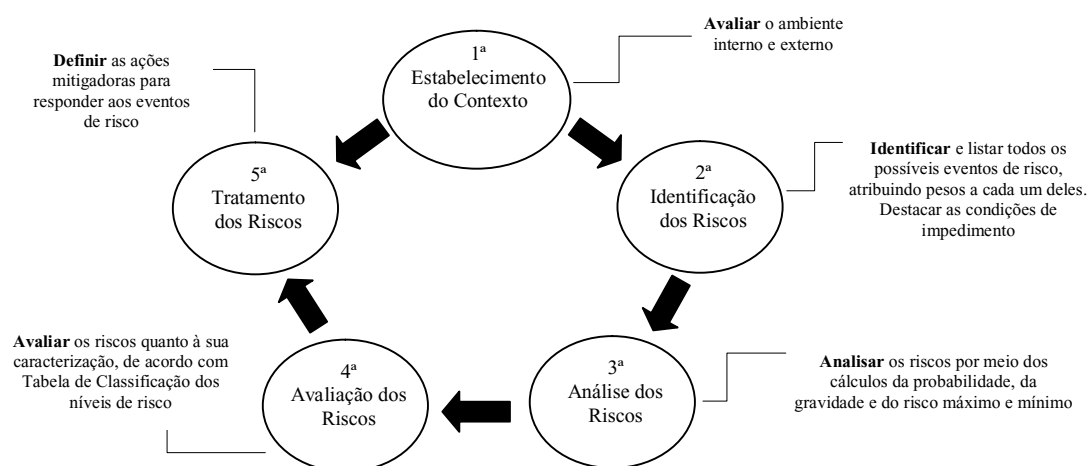 1ª
Estabelecimento
do Contexto
Avaliar o ambiente
interno e externo
2ª
Identificação
dos Riscos
Identificar e listar todos os
possíveis eventos de risco,
atribuindo pesos a cada um deles.
Destacar as condições de
impedimento
3ª
Análise dos
Riscos
Analisar os riscos por meio dos
cálculos da probabilidade, da
gravidade e do risco máximo e mínimo
4ª
Avaliação dos
Riscos
Avaliar os riscos quanto à sua
caracterização, de acordo com
Tabela de Classificação dos
níveis de risco
5ª
Tratamento
dos Riscos
Definir as ações
mitigadoras para
responder aos eventos
de risco